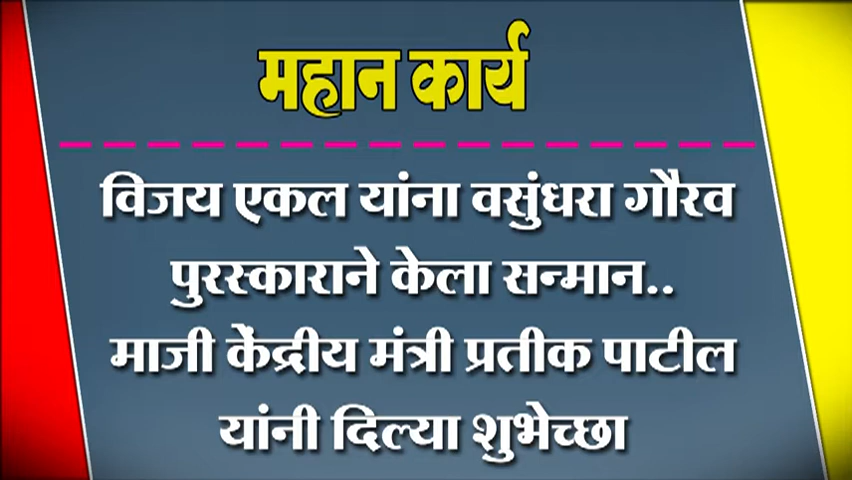 महान कार्य
विजय एकल यांना वसुंधरा गौरव
पुरस्काराने केला सन्मान..
माजी केंद्रीय मंत्री प्रतीक पाटील
यांनी दिल्या शुभेच्छा